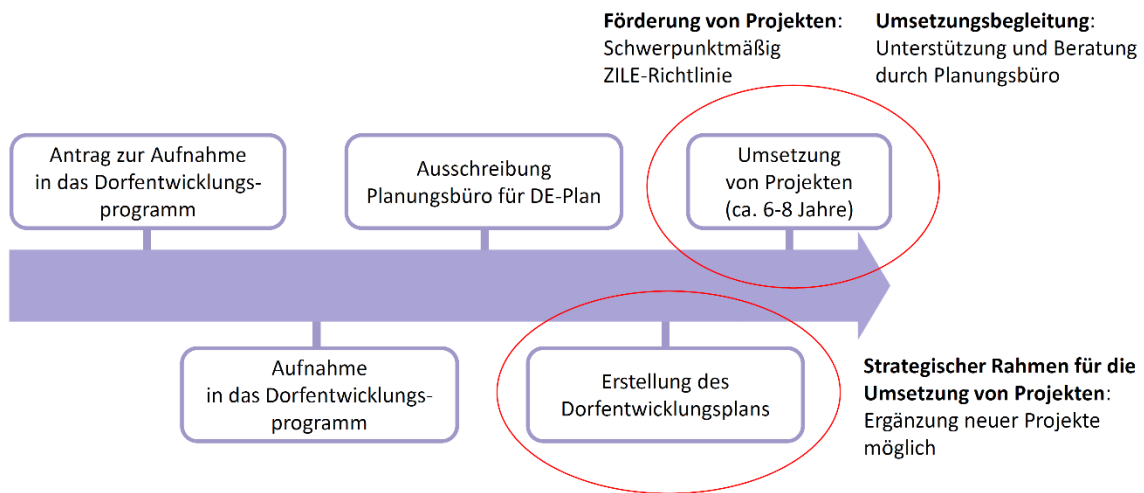 Förderung von Projekten:
Schwerpunktmäßig
ZILE-Richtlinie
Umsetzungsbegleitung:
Unterstützung und Beratung
durch Planungsbüro
Antrag zur Aufnahme
in das Dorfentwicklungs-
programm
Ausschreibung
Planungsbüro für DE-Plan
Umsetzung
von Projekten
(ca. 6-8 Jahre)
Aufnahme
in das Dorfentwicklungs-
programm
Erstellung des
Dorfentwicklungsplans
Strategischer Rahmen für die
Umsetzung von Projekten:
Ergänzung neuer Projekte
möglich